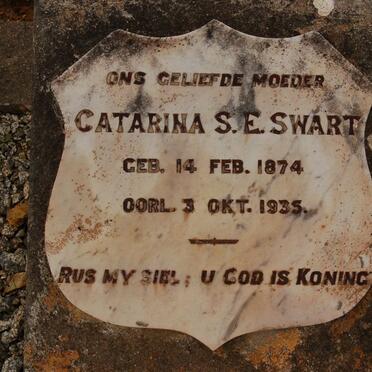 ONS GELIEFDE MOEDER
CATARINA S. E. SWART
GEB. 14 FEB. 1874
OORL. 3 OKT. 1935.
RUS MY SIEL; U GOD IS KONING